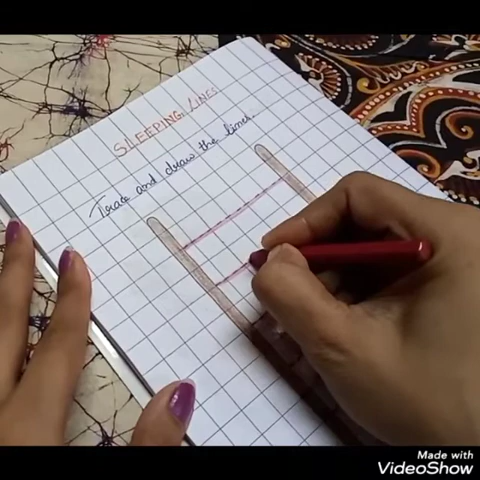 SLEEPING LINES
Trace and draw the lines.
Made with
VideoShow